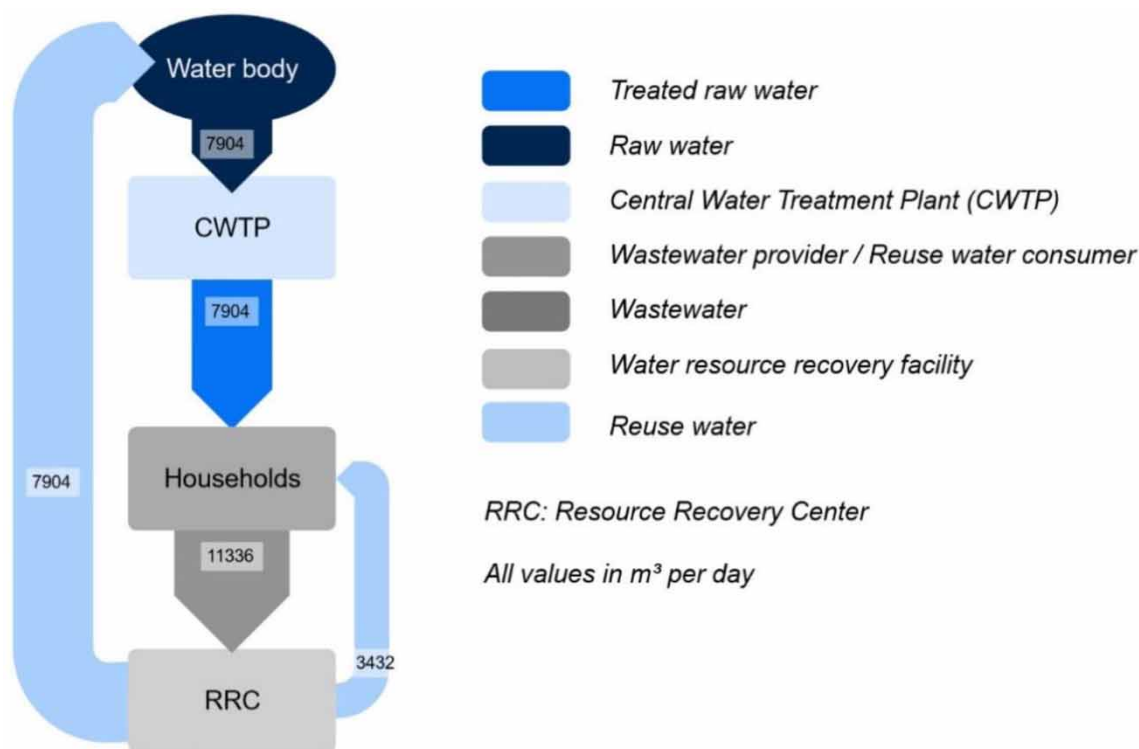 Water body
7904
CWTP
7904
Households
7904
11336
3432
RRC
Treated raw water
Raw water
Central Water Treatment Plant (CWTP)
Wastewater provider / Reuse water consumer
Wastewater
Water resource recovery facility
Reuse water
RRC: Resource Recovery Center
All values in m³ per day